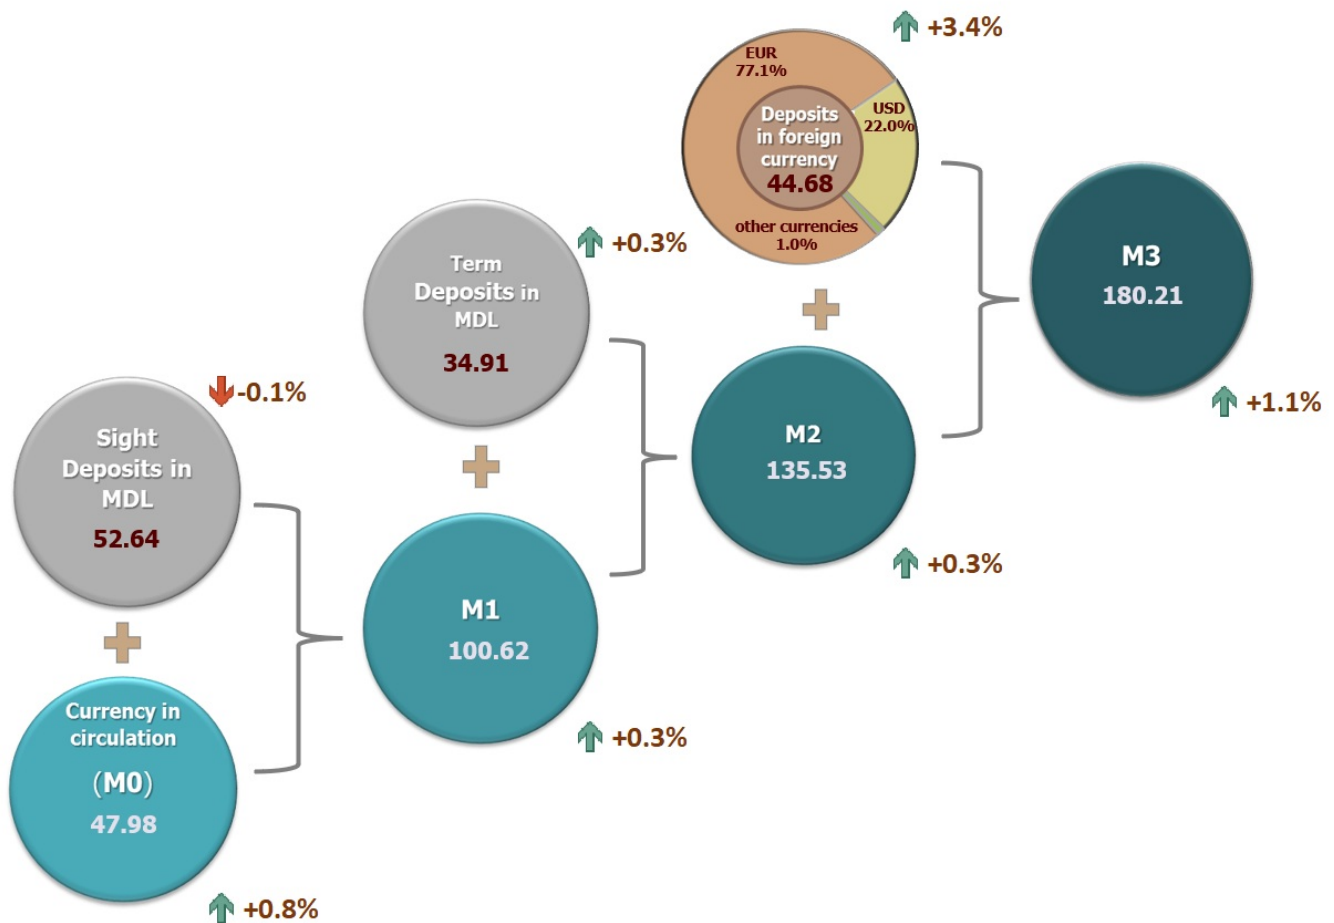 +3.4%
EUR
77.1%
USD
22.0%
Deposits
in foreign
currency
44.68
other currencies
1.0%
+0.3%
Term
Deposits in
MDL
34.91
M3
180.21
+1.1%
-0.1%
Sight
Deposits in
MDL
52.64
M2
135.53
+0.3%
M1
100.62
+0.3%
Currency in
circulation
(M0)
47.98
+0.8%